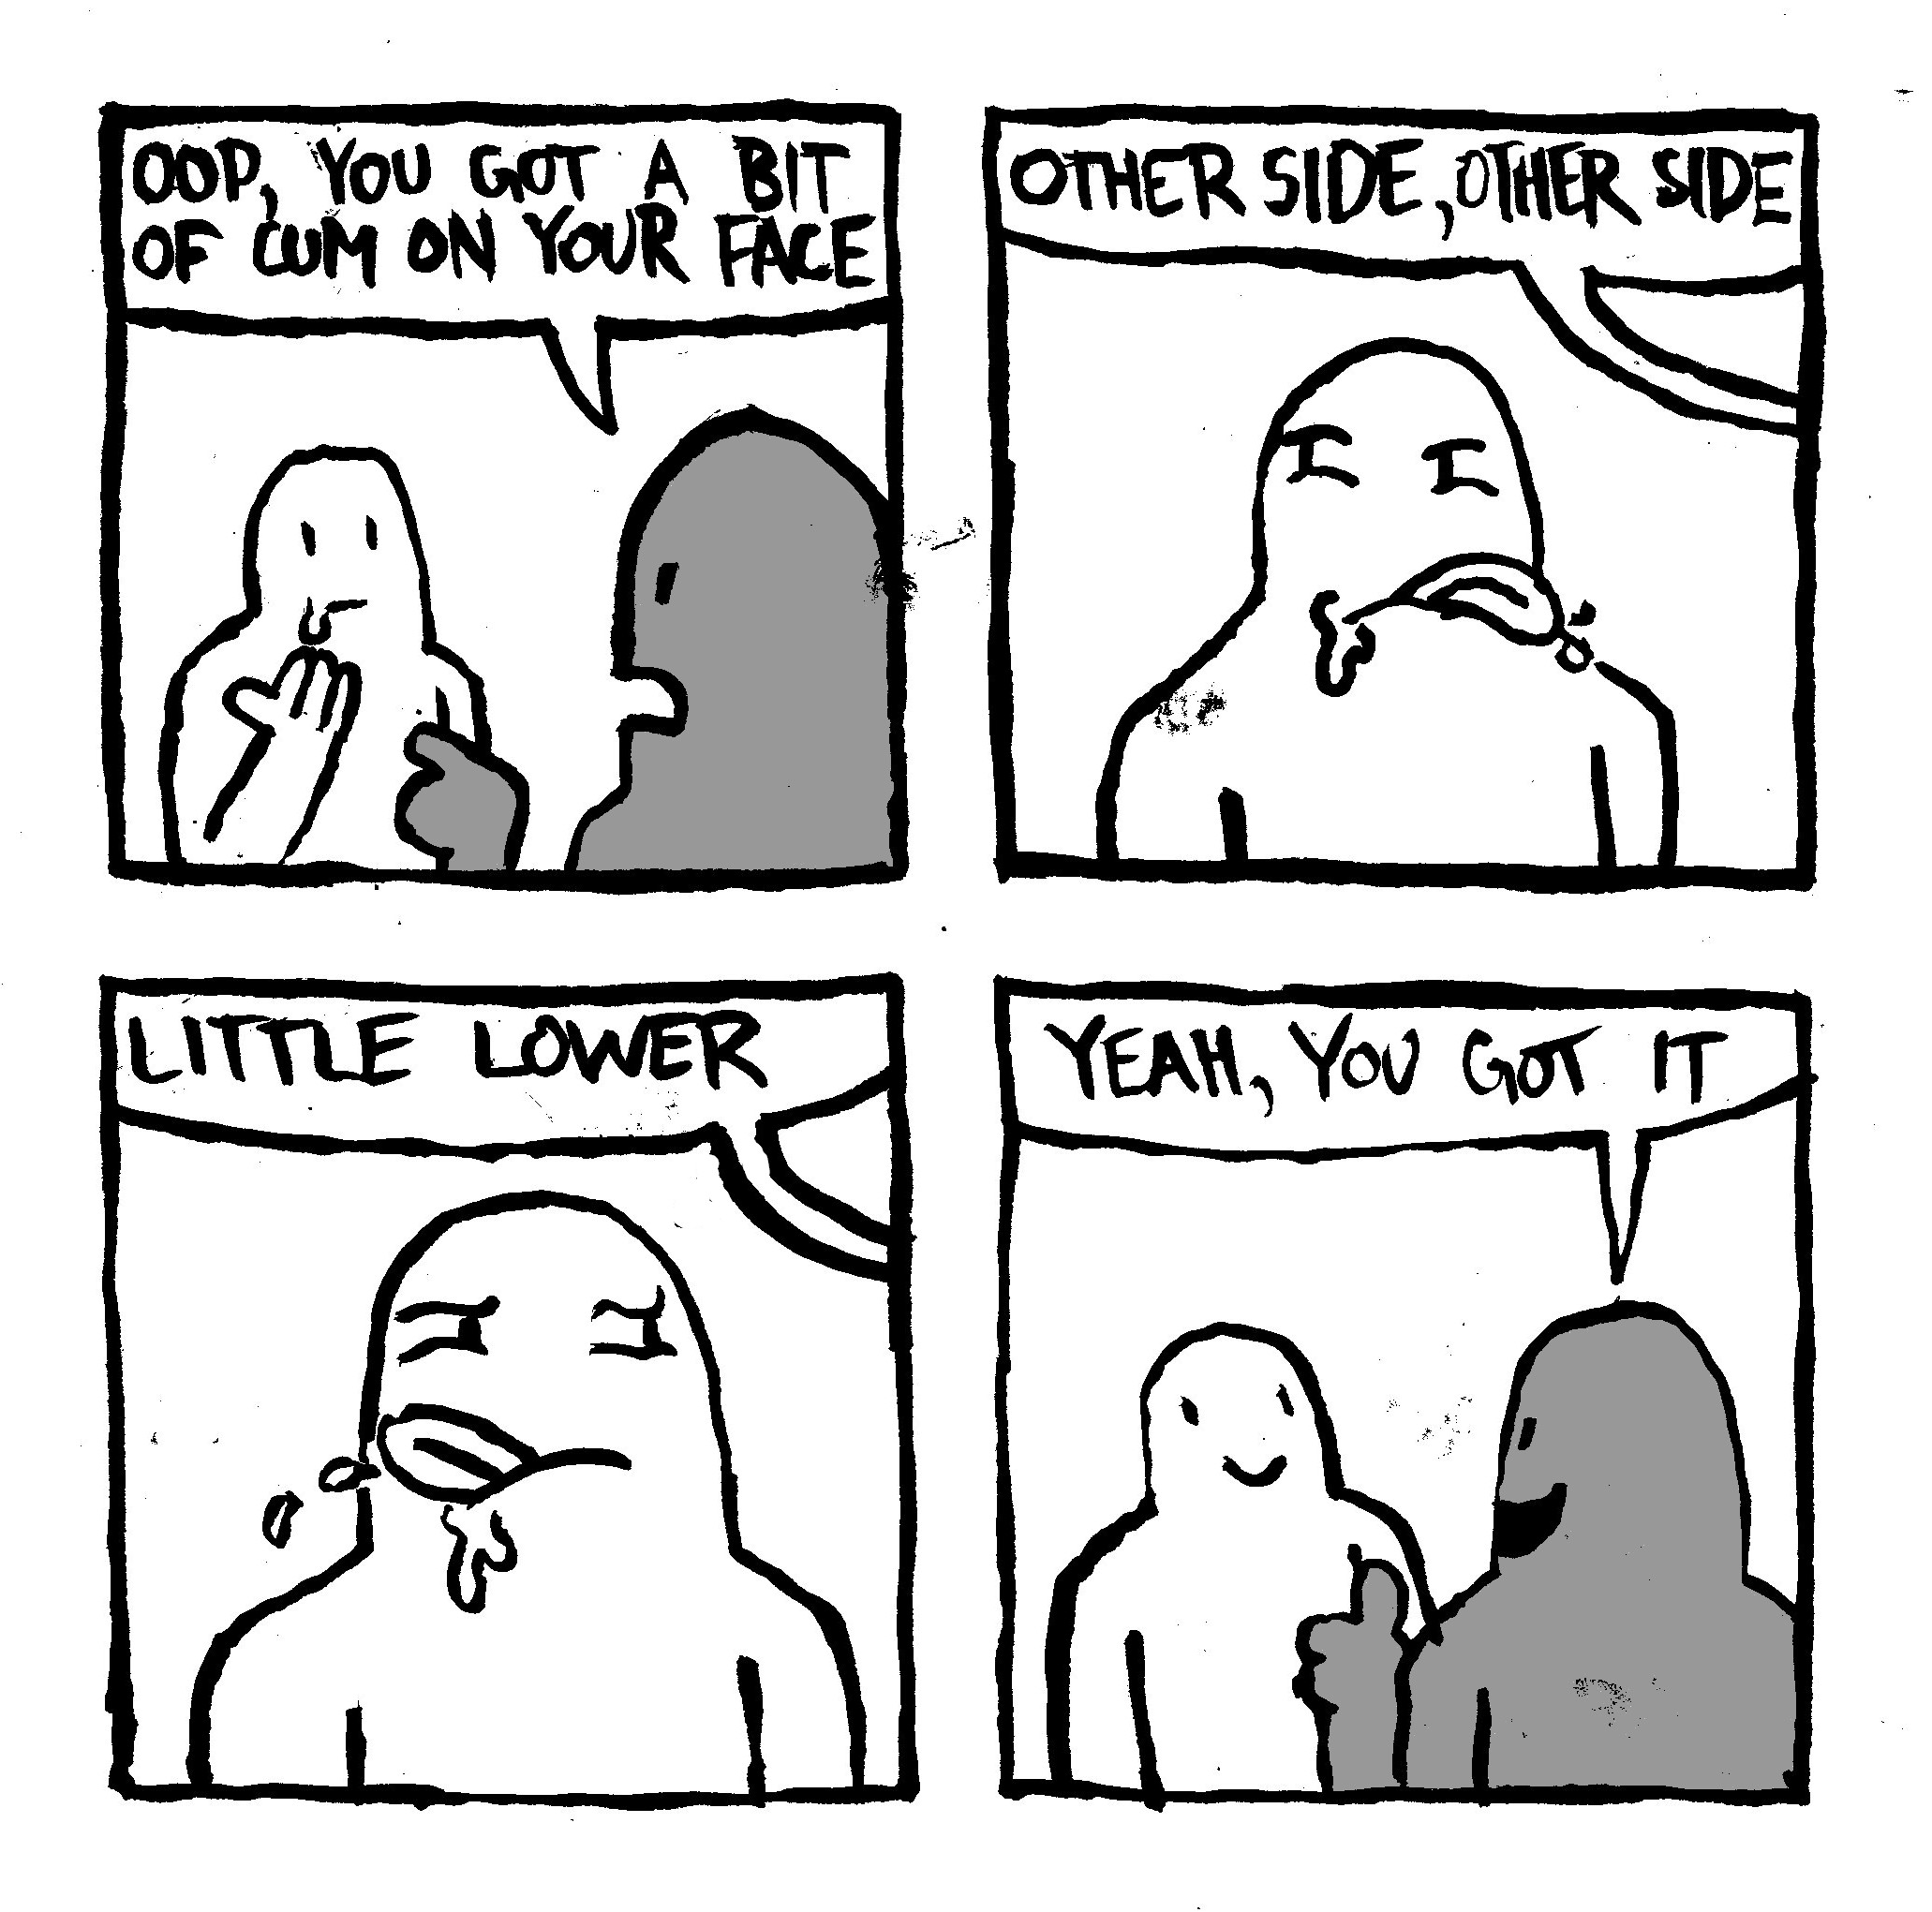 OOP, YOU GOT A BIT
OF CUM ON YOUR FACE
OTHER SIDE, OTHER SIDE
LITTLE LOWER
YEAH, YOU GOT IT